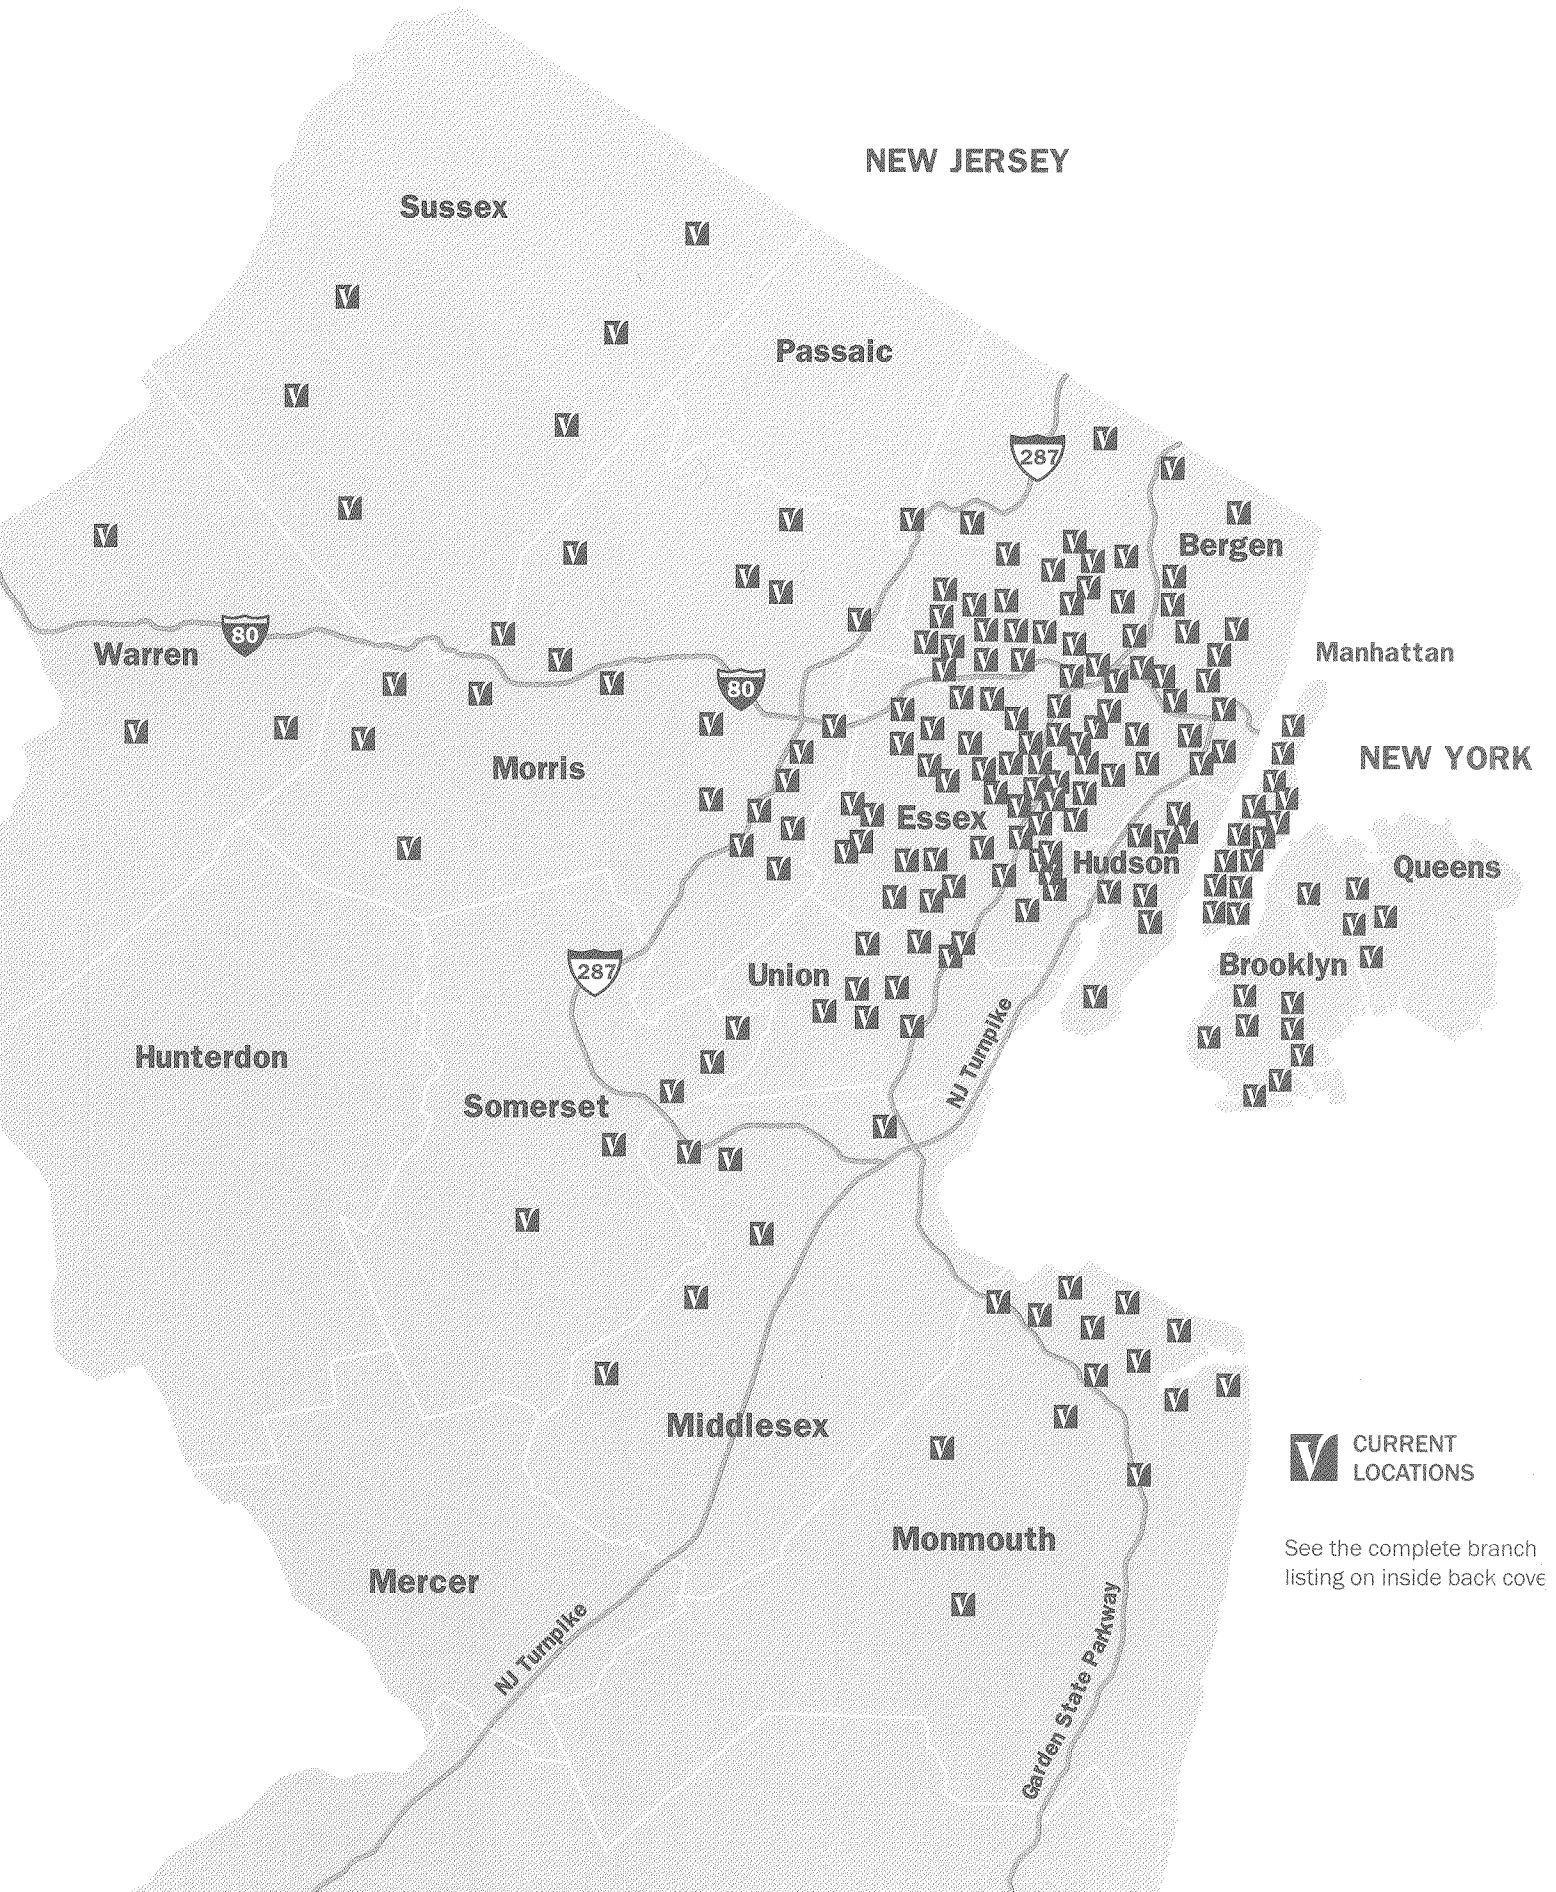 NEW JERSEY
Sussex
Passaic
287
Bergen
80
Warren
Manhattan
80
NEW YORK
Morris
Essex
Hudson
Queens
287
Union
Brooklyn
Hunterdon
NJ Turnpike
Somerset
Middlesex
CURRENT
LOCATIONS
Monmouth
See the complete branch
listing on inside back cove
Mercer
NJ Turnpike
Garden State Parkway